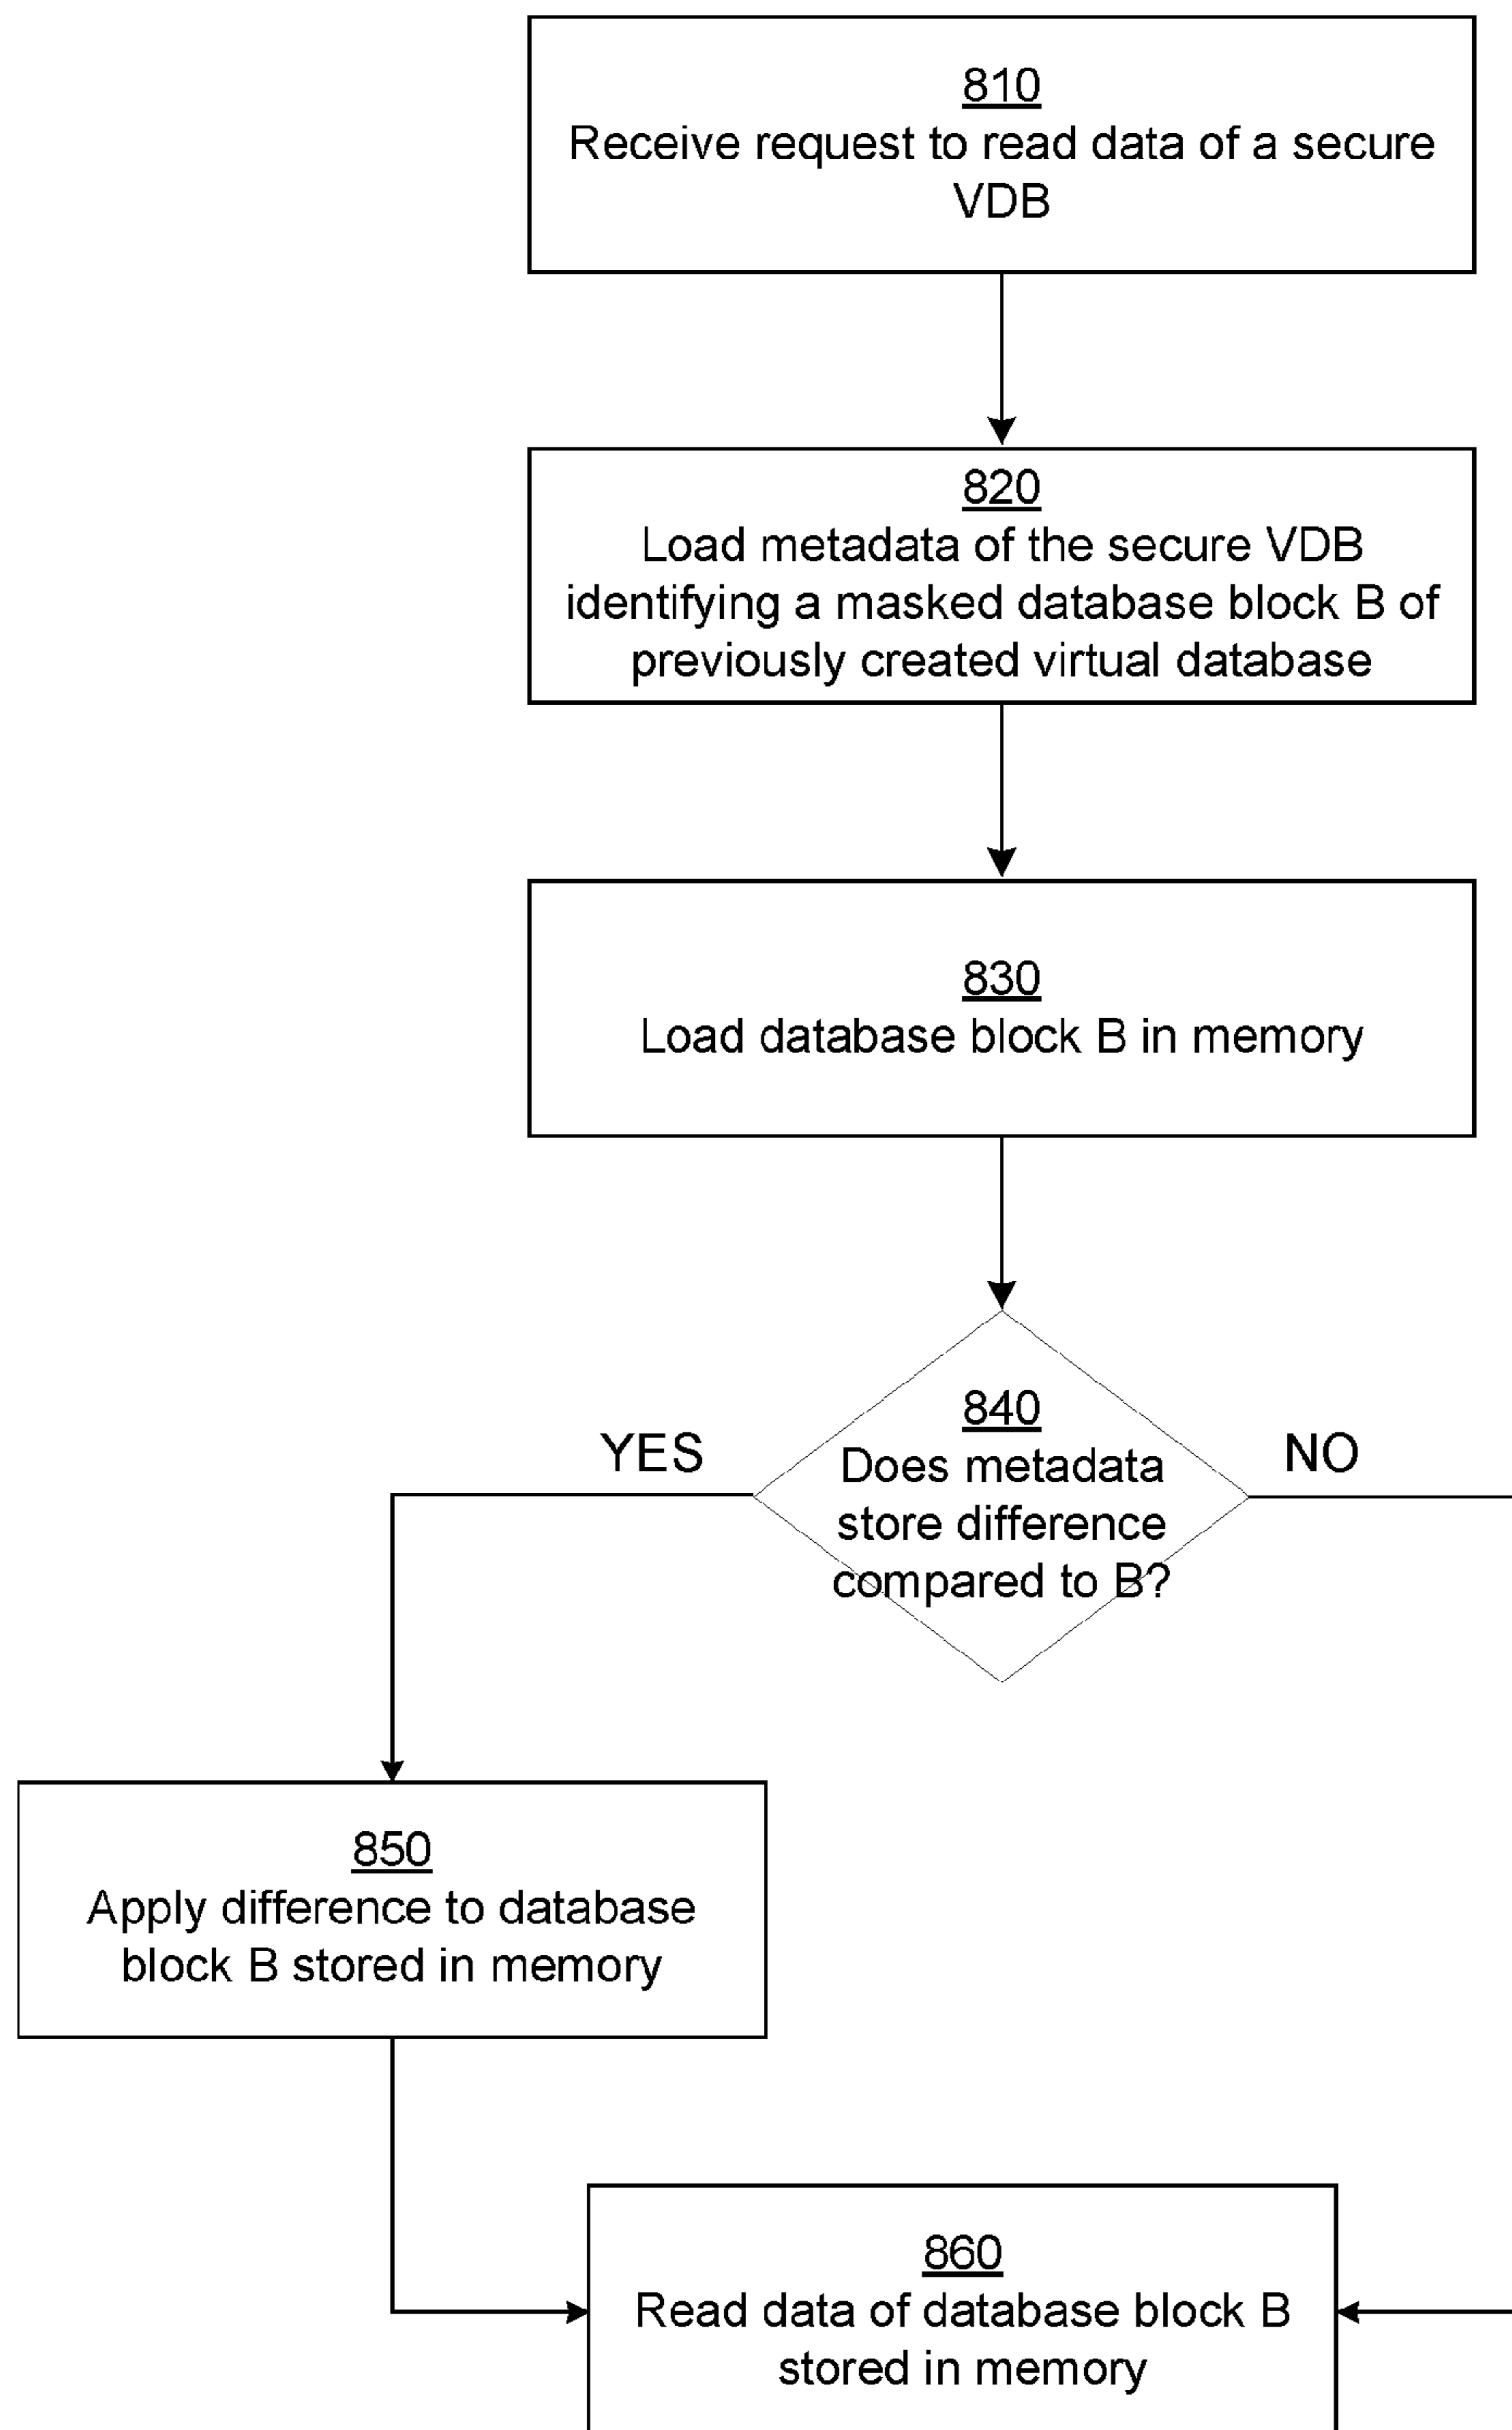 810
Receive request to read data of a secure
VDB
820
Load metadata of the secure VDB
identifying a masked database block B of
previously created virtual database
830
Load database block B in memory
840
Does metadata
store difference
compared to B?
YES
NO
850
Apply difference to database
block B stored in memory
860
Read data of database block B
stored in memory